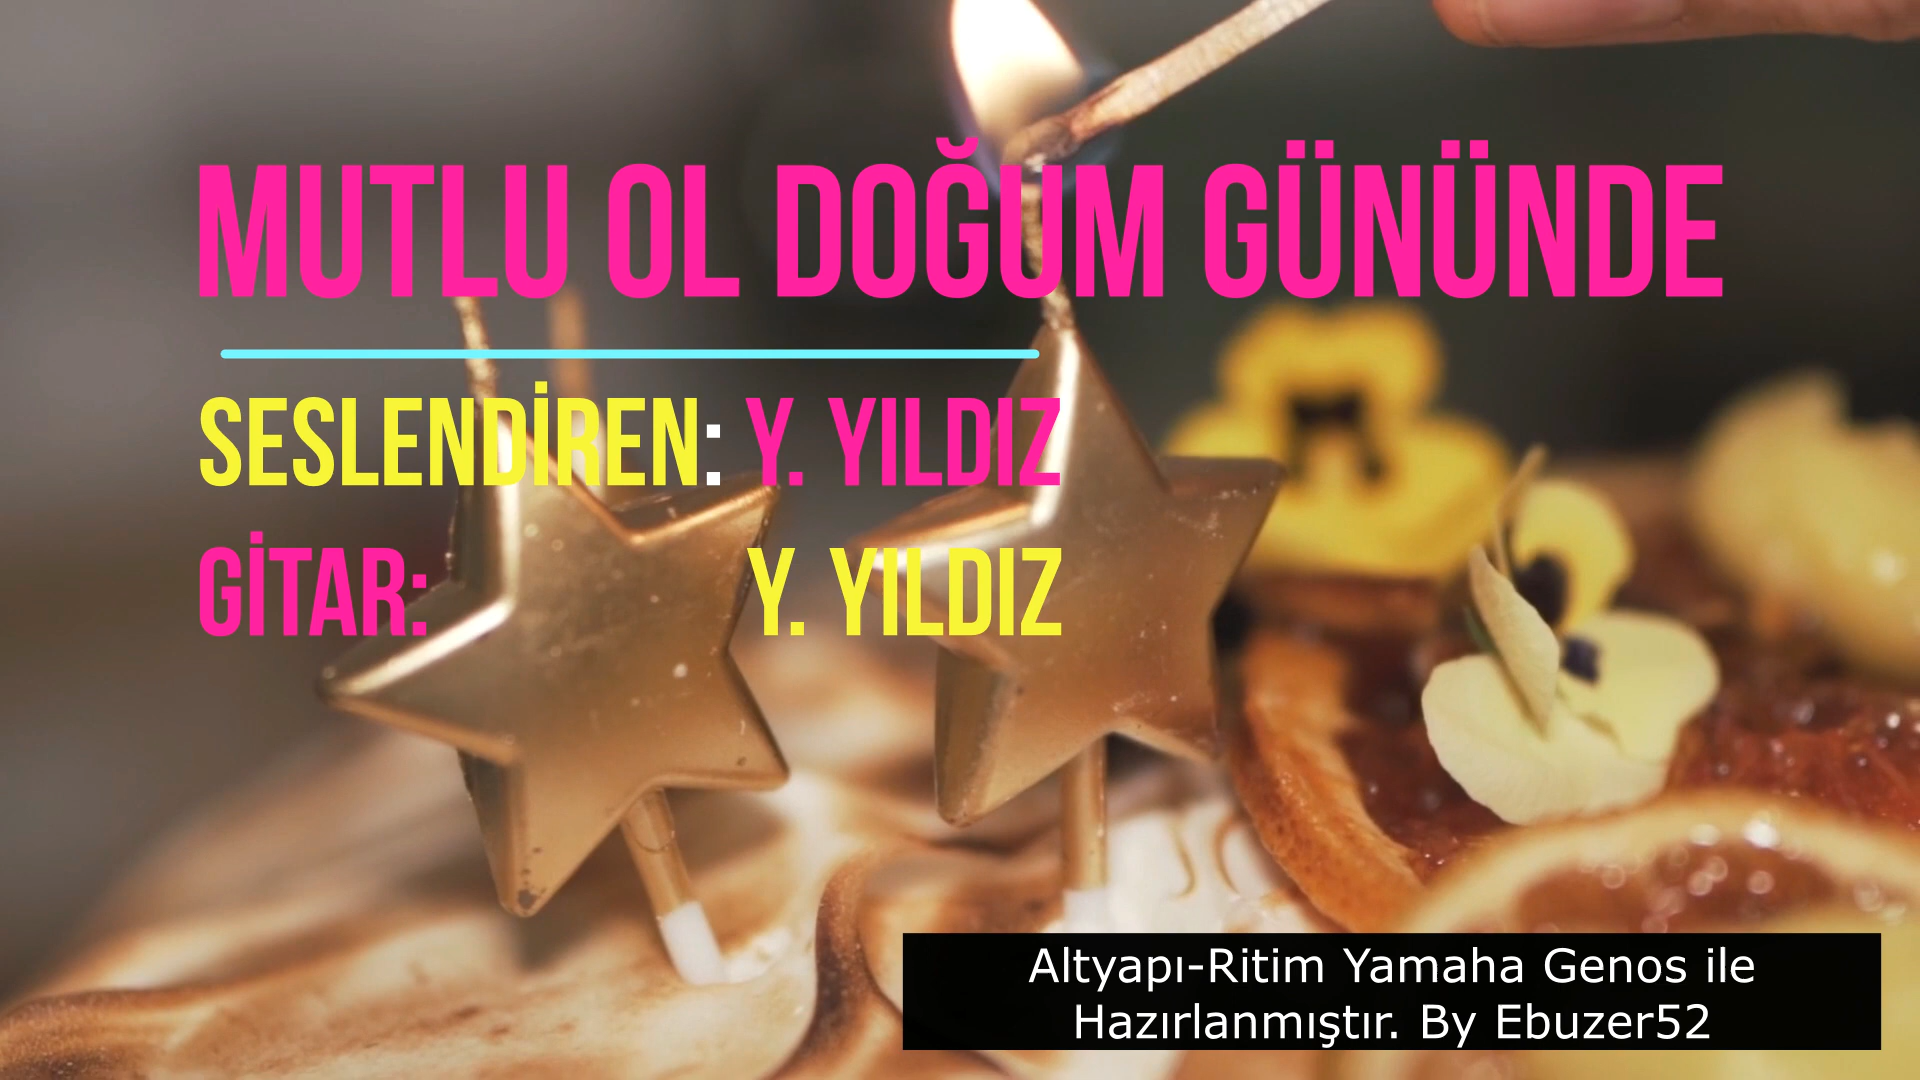 MUTLU OL DOĞUM GÜNÜNDE
SESLENDİREN: Y. YILDIZ
GİTAR: Y. YILDIZ
Altyapı-Ritim Yamaha Genos ile
Hazırlanmıştır. By Ebuzer52